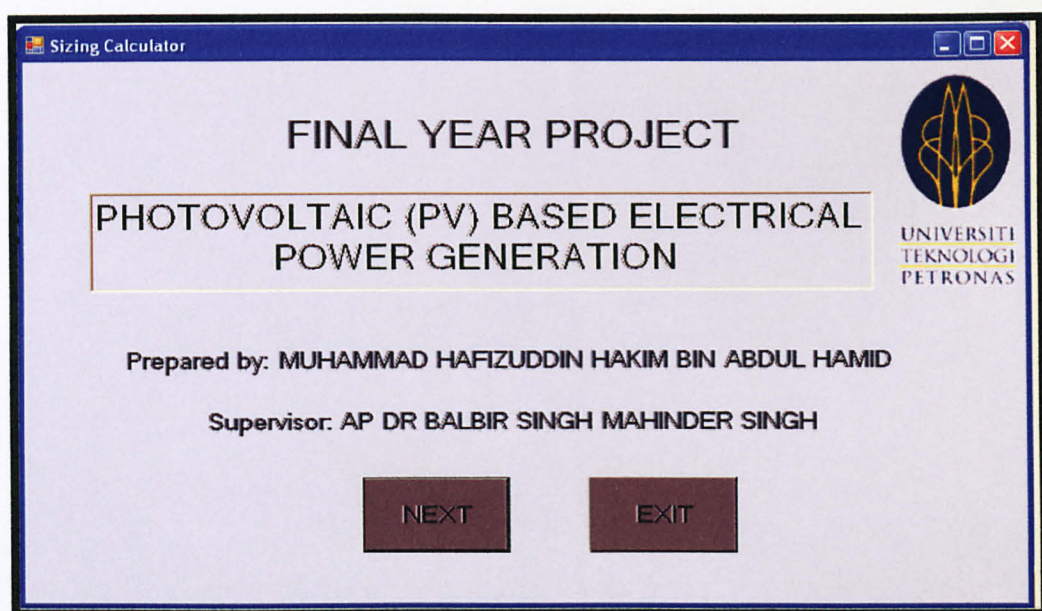 Sizing Calculator
FINAL YEAR PROJECT
PHOTOVOLTAIC (PV) BASED ELECTRICAL
POWER GENERATION
UNIVERSITI
TEKNOLOGI
PETRONAS
Prepared by: MUHAMMAD HAFIZUDDIN HAKIM BIN ABDUL HAMID
Supervisor: AP DR BALBIR SINGH MAHINDER SINGH
NEXT
EXIT